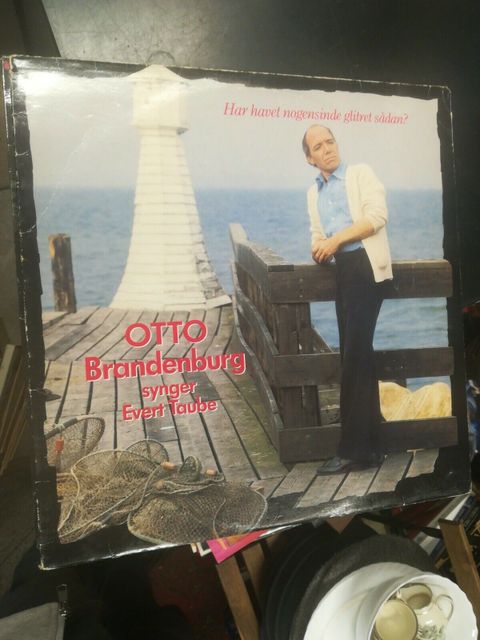 Har havet nogensinde glitret sådan?
OTTO
Brandenburg
synger
Evert Taube